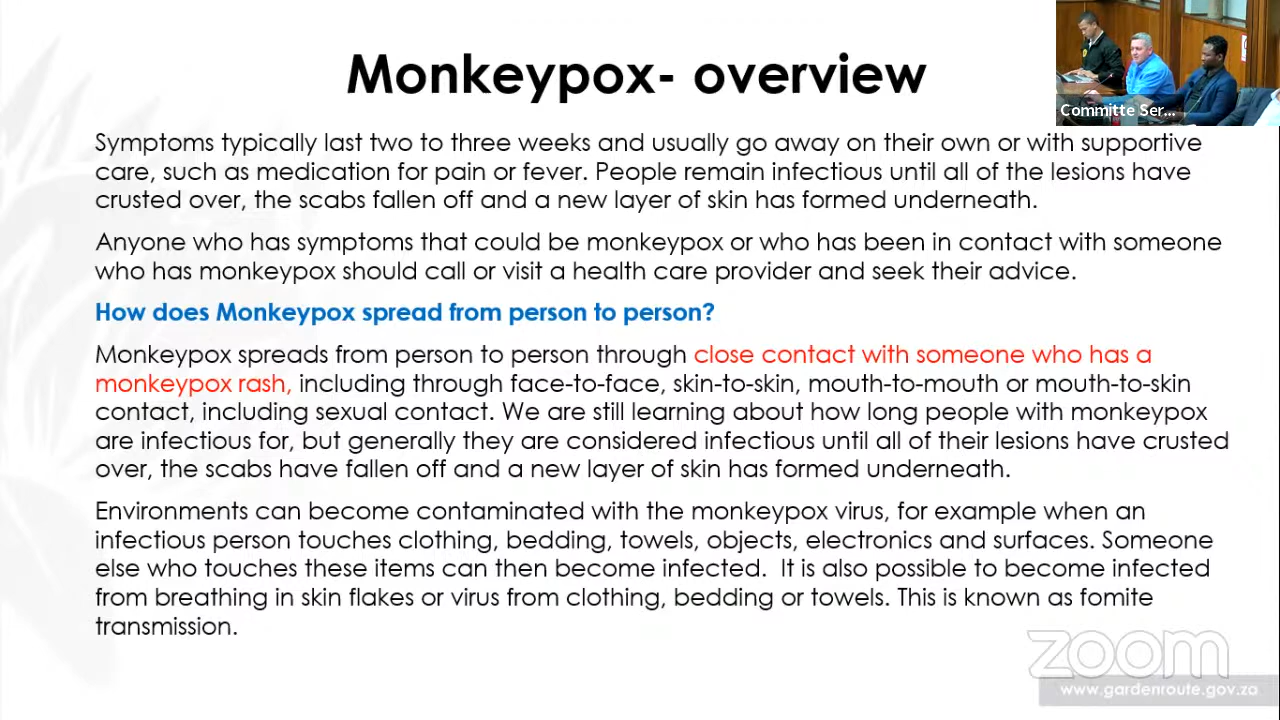 Monkeypox- overview
Committe Ser...
Symptoms typically last two to three weeks and usually go away on their own or with supportive
care, such as medication for pain or fever. People remain infectious until all of the lesions have
crusted over, the scabs fallen off and a new layer of skin has formed underneath.
Anyone who has symptoms that could be monkeypox or who has been in contact with someone
who has monkeypox should call or visit a health care provider and seek their advice.
How does Monkeypox spread from person to person?
Monkeypox spreads from person to person through close contact with someone who has a
monkeypox rash, including through face-to-face, skin-to-skin, mouth-to-mouth or mouth-to-skin
contact, including sexual contact. We are still learning about how long people with monkeypox
are infectious for, but generally they are considered infectious until all of their lesions have crusted
over, the scabs have fallen off and a new layer of skin has formed underneath.
Environments can become contaminated with the monkeypox virus, for example when an
infectious person touches clothing, bedding, towels, objects, electronics and surfaces. Someone
else who touches these items can then become infected.  It is also possible to become infected
from breathing in skin flakes or virus from clothing, bedding or towels. This is known as fomite
transmission.
zoom
www.gardenroute.gov.za